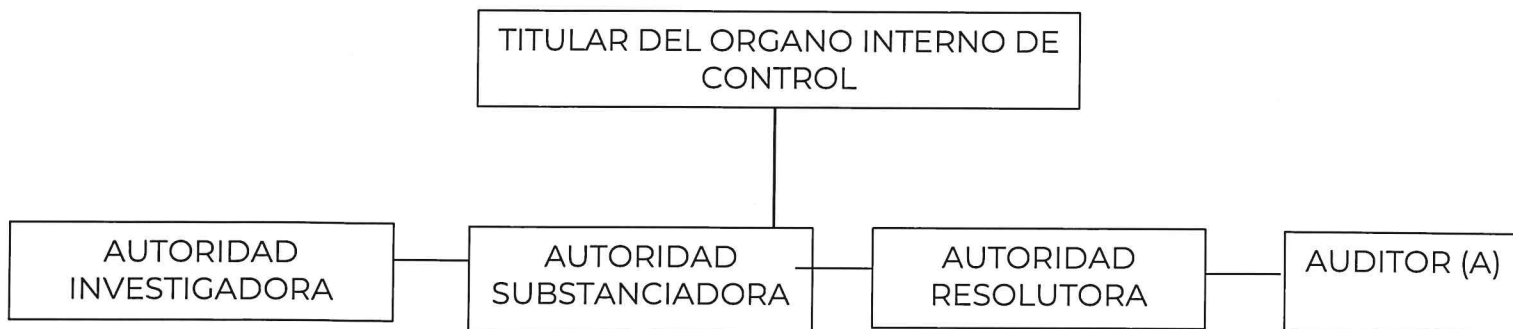 TITULAR DEL ORGANO INTERNO DE
CONTROL
AUTORIDAD
INVESTIGADORA
AUTORIDAD
SUBSTANCIADORA
AUTORIDAD
RESOLUTORA
AUDITOR (A)